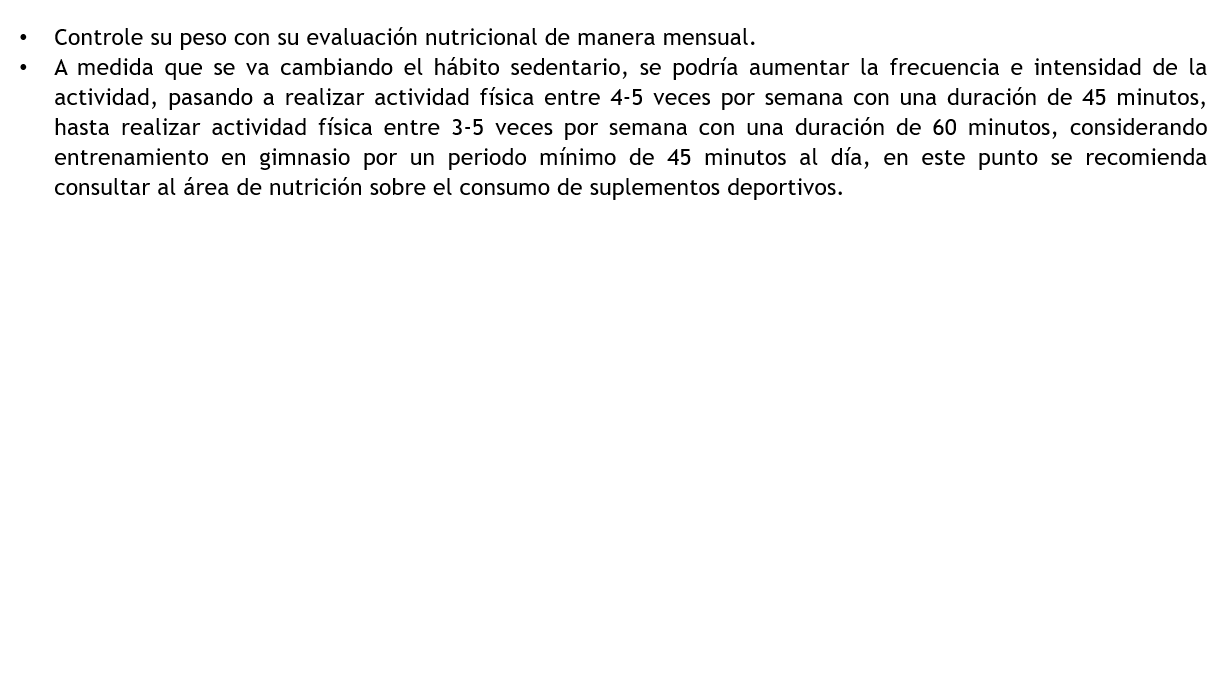 • Controle su peso con su evaluación nutricional de manera mensual.
• A medida que se va cambiando el hábito sedentario, se podría aumentar la frecuencia e intensidad de la
actividad, pasando a realizar actividad física entre 4-5 veces por semana con una duración de 45 minutos,
hasta realizar actividad física entre 3-5 veces por semana con una duración de 60 minutos, considerando
entrenamiento en gimnasio por un periodo mínimo de 45 minutos al día, en este punto se recomienda
consultar al área de nutrición sobre el consumo de suplementos deportivos.